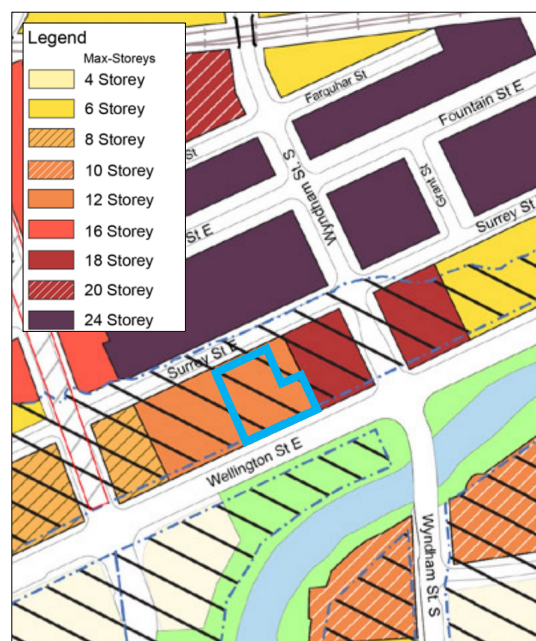 Legend
Max-Storeys
4 Storey
6 Storey
8 Storey
10 Storey
12 Storey
16 Storey
18 Storey
20 Storey
24 Storey
Farquhar St
Fountain St E
St
Wyndham St. S
Grant St
Surrey St
St E
Surrey St E
Wellington St E
Wyndham St. S